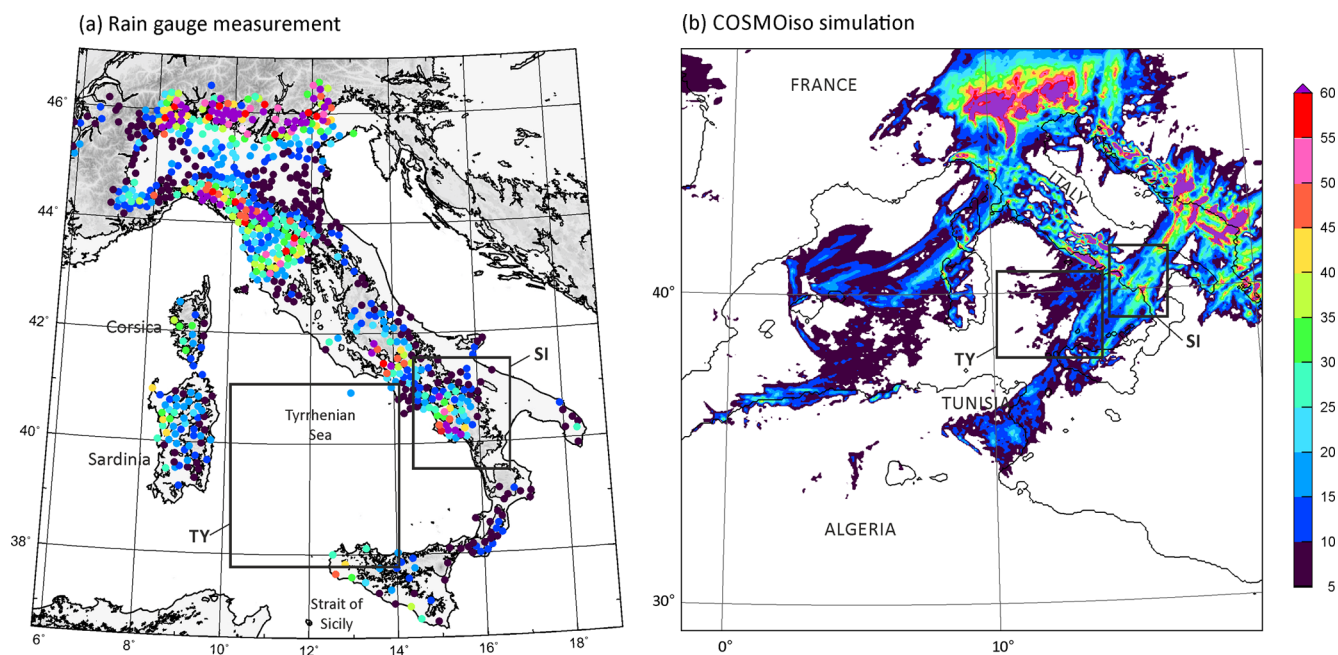 (a) Rain gauge measurement
46°
44°
42°
40°
38°
6°
8°
10°
12°
14°
16°
18°
Corsica
Sardinia
Tyrrhenian
Sea
SI
TY
Strait of
Sicily
(b) COSMOiso simulation
FRANCE
ITALY
40°
TY
SI
TUNISIA
ALGERIA
30°
0°
10°
60
55
50
45
40
35
30
25
20
15
10
5